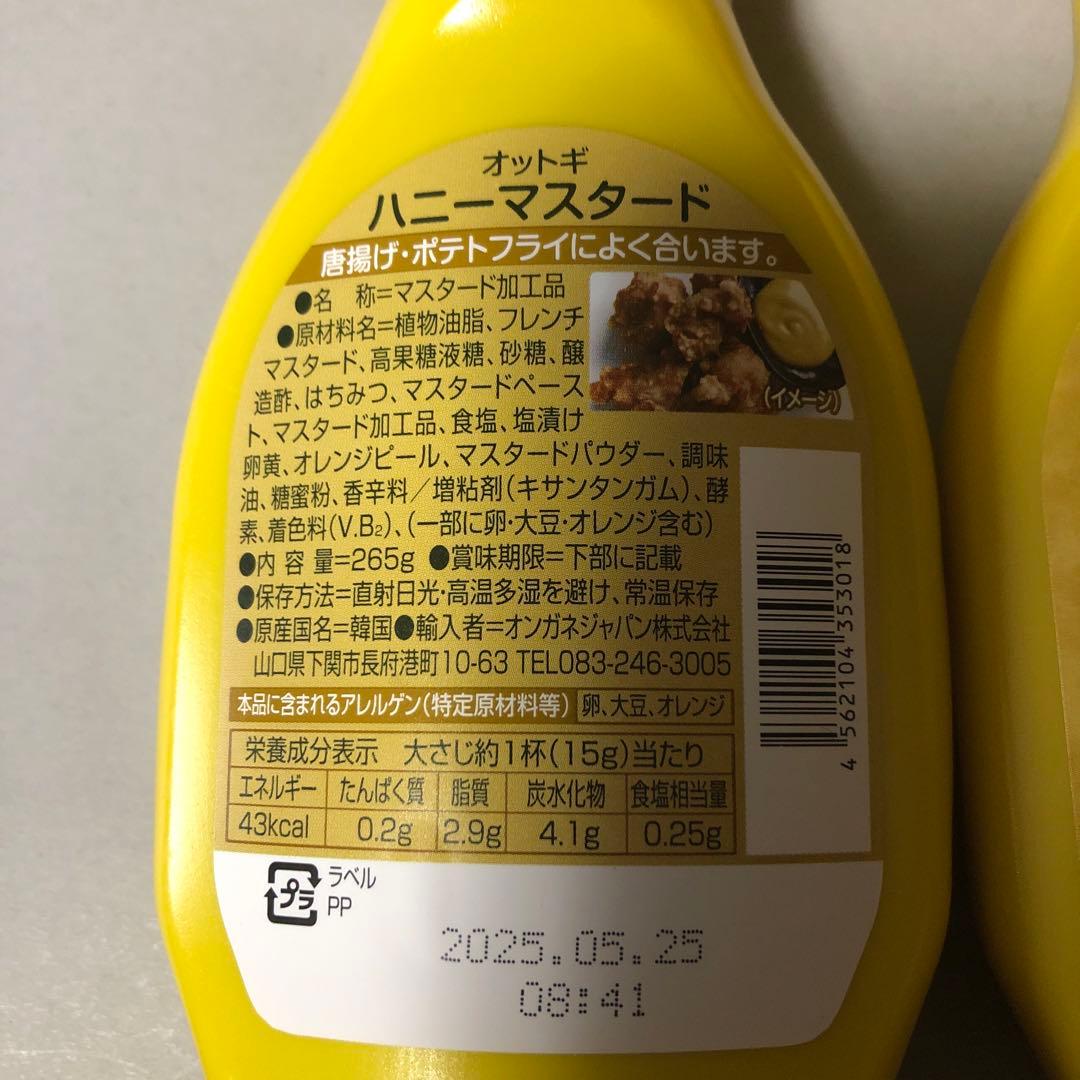 オットギ
ハニーマスタード
唐揚げ・ポテトフライによく合います。
●名　称=マスタード加工品
●原材料名=植物油脂、フレンチ
マスタード、高果糖液糖、砂糖、醸
造酢、はちみつ、マスタードペース
ト、マスタード加工品、食塩、塩漬け
卵黄、オレンジピール、マスタードパウダー、調味
油、糖蜜粉、香辛料／増粘剤(キサンタンガム)、酵
素、着色料(V.B₂)、(一部に卵・大豆・オレンジ含む)
(イメージ)
●内 容 量=265g ●賞味期限=下部に記載
●保存方法=直射日光・高温多湿を避け、常温保存
●原産国名=韓国●輸入者=オンガネジャパン株式会社
山口県下関市長府港町10-63 TEL083-246-3005
本品に含まれるアレルゲン(特定原材料等) 卵、大豆、オレンジ
栄養成分表示　大さじ約1杯(15g)当たり
エネルギー たんぱく質 脂質 炭水化物 食塩相当量
43kcal 0.2g 2.9g 4.1g 0.25g
4 562104 353018
プラ
ラベル
PP
2025.05.25
08:41